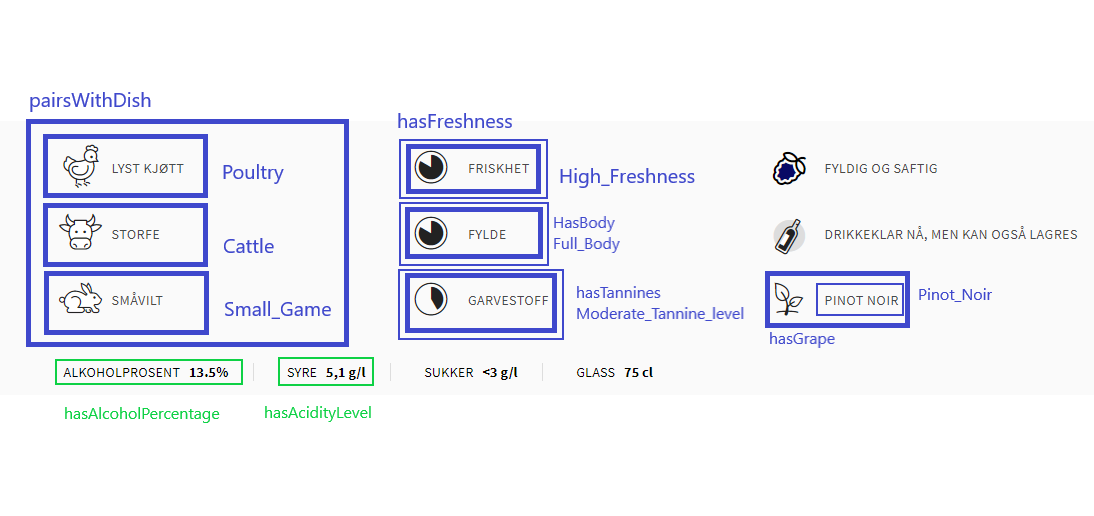 pairsWithDish
LYST KJØTT
Poultry
STORFE
Cattle
SMÅVILT
Small_Game
hasFreshness
FRISKHET
High_Freshness
FYLDE
HasBody
Full_Body
GARVESTOFF
hasTannines
Moderate_Tannine_level
FYLDIG OG SAFTIG
DRIKKEKLAR NÅ, MEN KAN OGSÅ LAGRES
PINOT NOIR
Pinot_Noir
hasGrape
ALKOHOLPROSENT 13.5%
SYRE 5,1 g/l
SUKKER <3 g/l
GLASS 75 cl
hasAlcoholPercentage
hasAcidityLevel